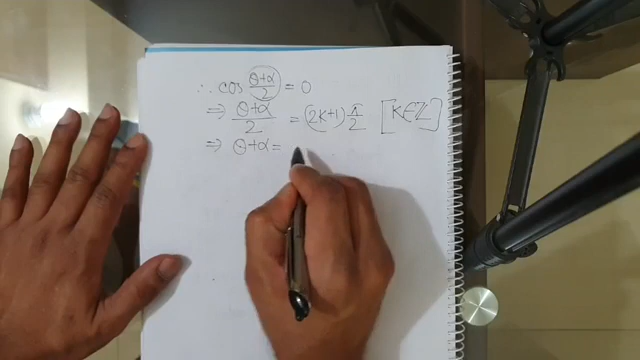 ∴ cos (θ+α)/2 = 0
⇒ (θ+α)/2 = (2K+1) π/2 [K∈ℤ]
⇒ θ+α =